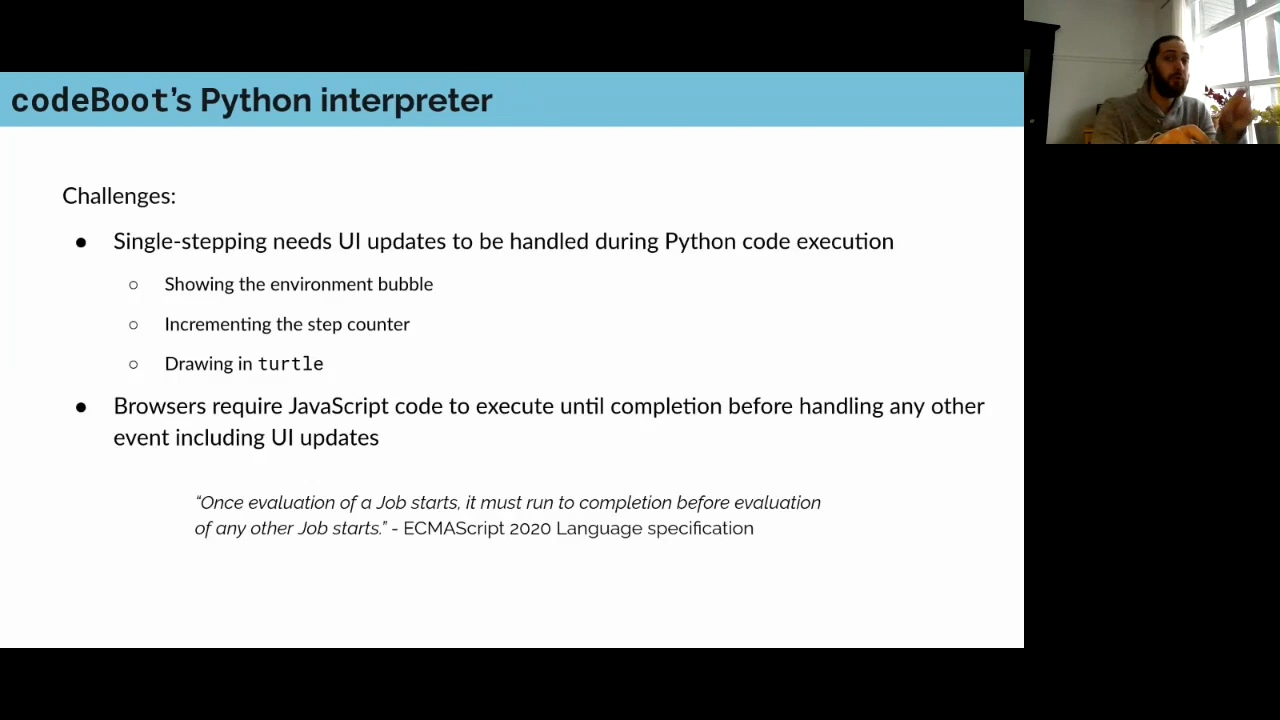 codeBoot's Python interpreter
Challenges:
● Single-stepping needs UI updates to be handled during Python code execution
○ Showing the environment bubble
○ Incrementing the step counter
○ Drawing in turtle
● Browsers require JavaScript code to execute until completion before handling any other
event including UI updates
“Once evaluation of a Job starts, it must run to completion before evaluation
of any other Job starts.” - ECMAScript 2020 Language specification